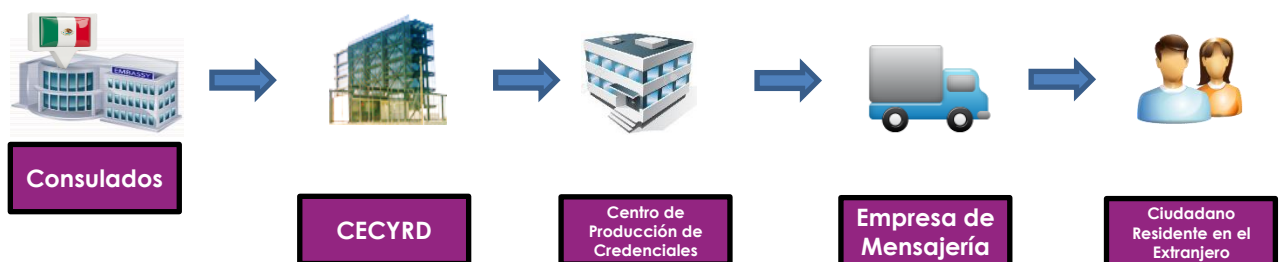 EMBASSY
Consulados
CECYRD
Centro de
Producción de
Credenciales
Empresa de
Mensajería
Ciudadano
Residente en el
Extranjero